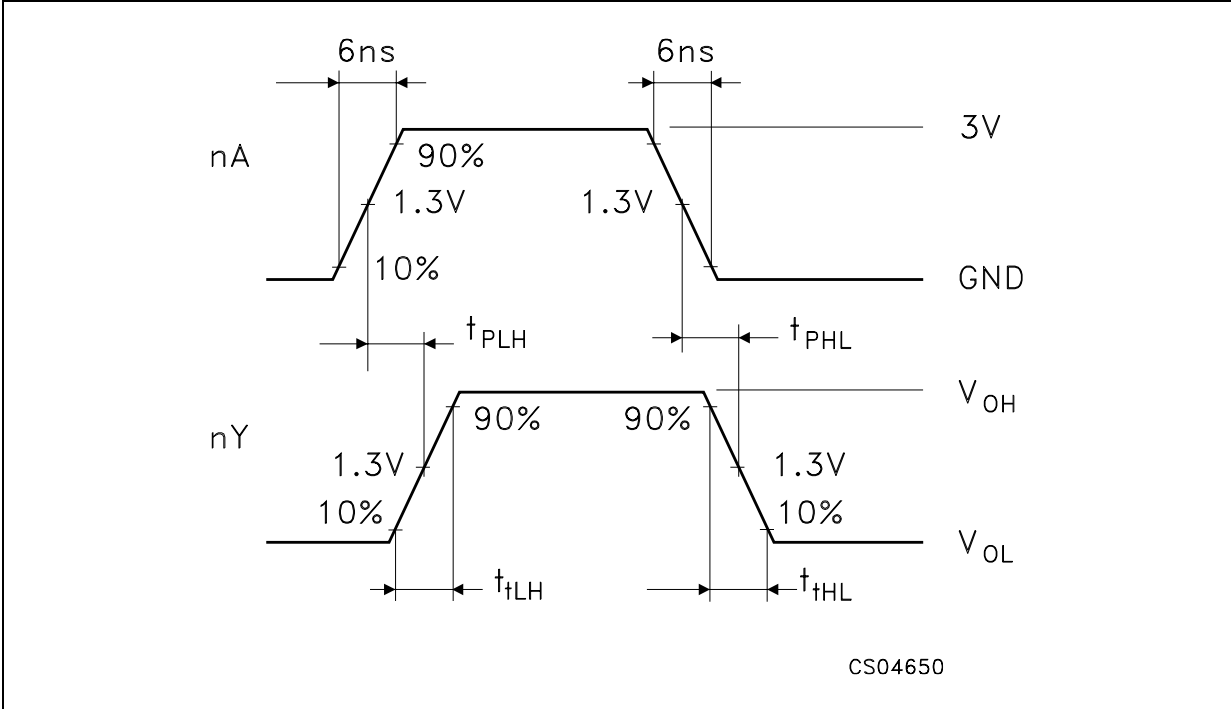 6ns 6ns
3V
nA
90%
1.3V 1.3V
10%
GND
tPLH tPHL
VOH
90% 90%
nY
1.3V 1.3V
10% 10%
VOL
ttLH ttHL
CS04650